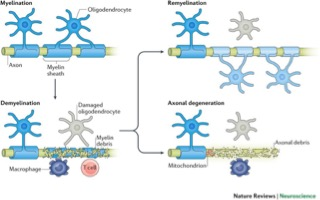 Myelination
Oligodendrocyte
Axon
Myelin
sheath
Remyelination
Demyelination
Damaged
oligodendrocyte
Myelin
debris
Macrophage
T cell
Axonal degeneration
Axonal debris
Mitochondrion
Nature Reviews | Neuroscience